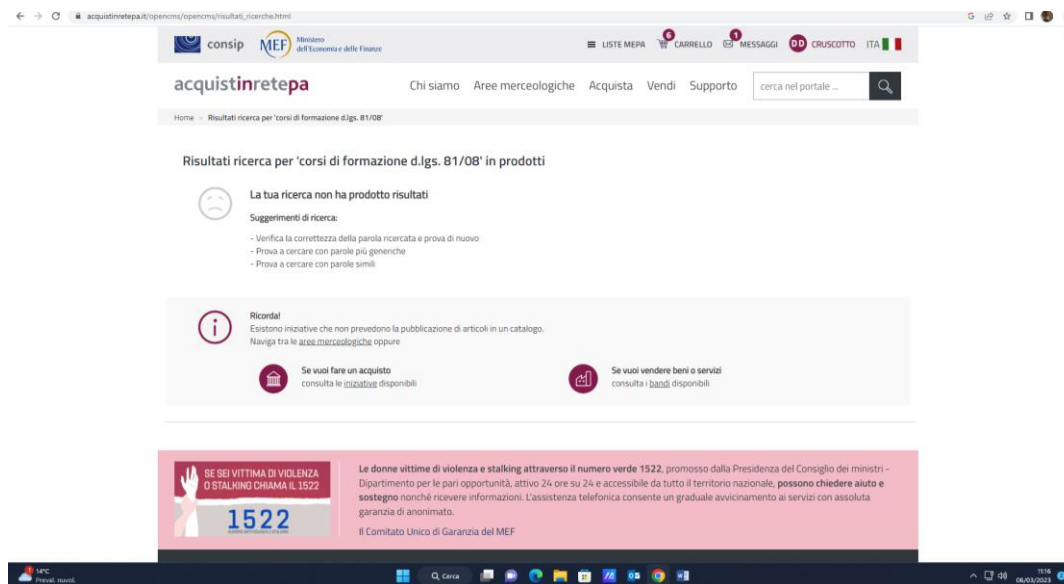 acquistinretepa.it/opencms/opencms/risultati_ricerche.html
consip MEF Ministero
dell'Economia e delle Finanze
LISTE MEPA 6 CARRELLO 1 MESSAGGI DD CRUSCOTTO ITA
acquistinretepa
Chi siamo Aree merceologiche Acquista Vendi Supporto cerca nel portale ...
Home > Risultati ricerca per 'corsi di formazione d.lgs. 81/08'
Risultati ricerca per 'corsi di formazione d.lgs. 81/08' in prodotti
La tua ricerca non ha prodotto risultati
Suggerimenti di ricerca:
- Verifica la correttezza della parola ricercata e prova di nuovo
- Prova a cercare con parole più generiche
- Prova a cercare con parole simili
Ricorda!
Esistono iniziative che non prevedono la pubblicazione di articoli in un catalogo.
Naviga tra le aree merceologiche oppure
Se vuoi fare un acquisto
consulta le iniziative disponibili
Se vuoi vendere beni o servizi
consulta i bandi disponibili
SE SEI VITTIMA DI VIOLENZA
O STALKING CHIAMA IL 1522
1522
Le donne vittime di violenza e stalking attraverso il numero verde 1522, promosso dalla Presidenza del Consiglio dei ministri -
Dipartimento per le pari opportunità, attivo 24 ore su 24 e accessibile da tutto il territorio nazionale, possono chiedere aiuto e
sostegno nonché ricevere informazioni. L'assistenza telefonica consente un graduale avvicinamento ai servizi con assoluta
garanzia di anonimato.
Il Comitato Unico di Garanzia del MEF
14°C
Preval. nuvol.
Cerca
11:16
06/03/2023